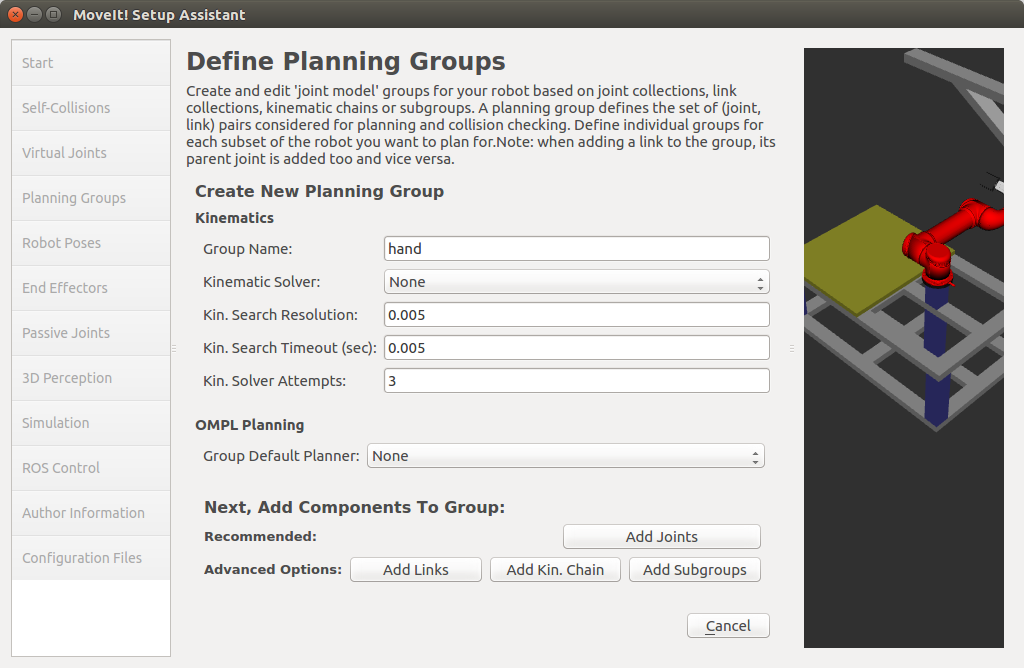 MoveIt! Setup Assistant
Start
Self-Collisions
Virtual Joints
Planning Groups
Robot Poses
End Effectors
Passive Joints
3D Perception
Simulation
ROS Control
Author Information
Configuration Files
Define Planning Groups
Create and edit 'joint model' groups for your robot based on joint collections, link
collections, kinematic chains or subgroups. A planning group defines the set of (joint,
link) pairs considered for planning and collision checking. Define individual groups for
each subset of the robot you want to plan for.Note: when adding a link to the group, its
parent joint is added too and vice versa.
Create New Planning Group
Kinematics
Group Name: hand
Kinematic Solver: None
Kin. Search Resolution: 0.005
Kin. Search Timeout (sec): 0.005
Kin. Solver Attempts: 3
OMPL Planning
Group Default Planner: None
Next, Add Components To Group:
Recommended: Add Joints
Advanced Options: Add Links Add Kin. Chain Add Subgroups
Cancel